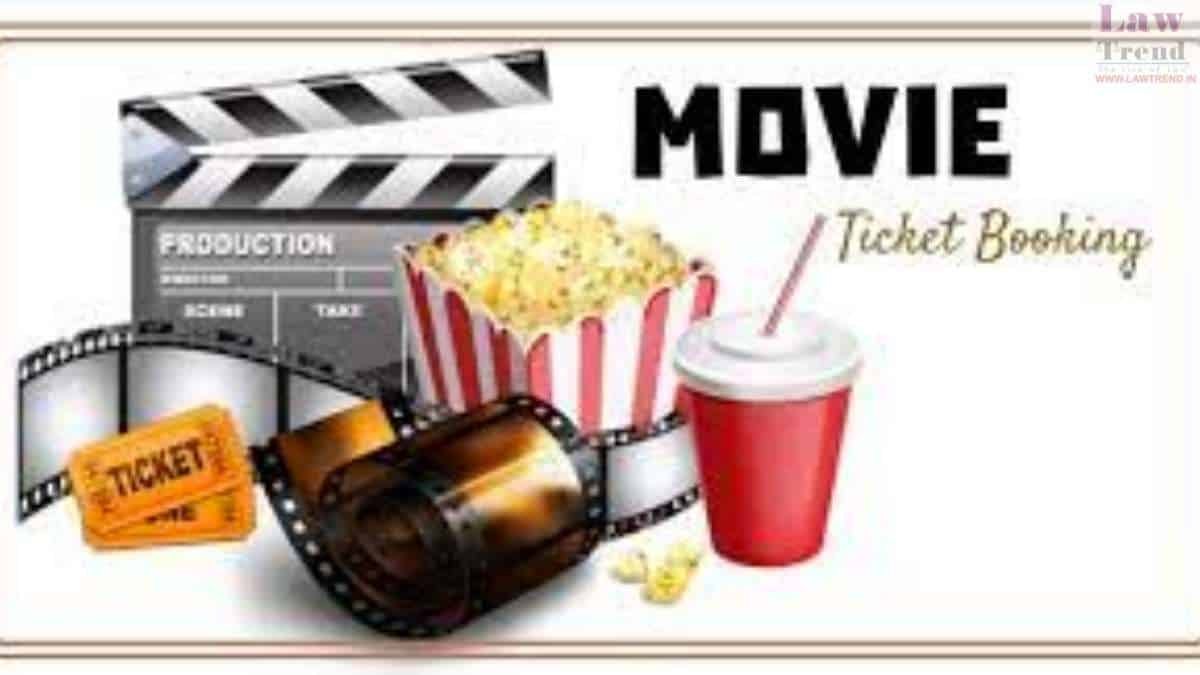 Law
Trend
WWW.LAWTREND.IN
MOVIE
Ticket Booking
PRODUCTION
SCENE
TAKE
TICKET